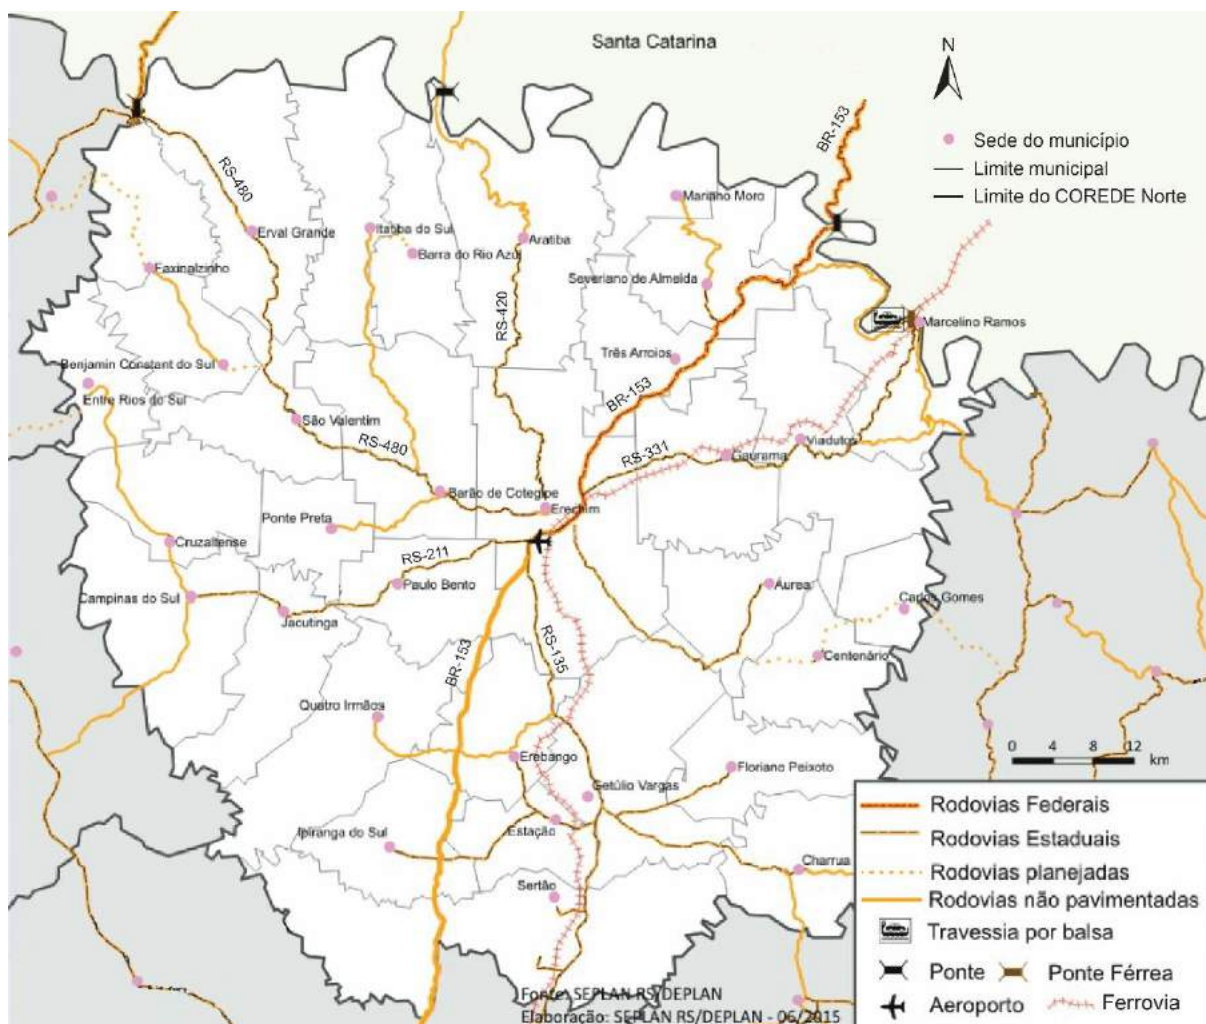 Santa Catarina
N
BR-153
Sede do município
Limite municipal
Limite do COREDE Norte
RS-480
Mariano Moro
Erval Grande
Itatiba do Sul
Aratiba
Barra do Rio Azul
Faxinalzinho
Severiano de Almeida
RS-420
Marcelino Ramos
Três Arroios
Benjamin Constant do Sul
Entre Rios do Sul
BR-153
São Valentim
RS-480
RS-331
Viadutos
Gaurama
Barão de Cotegipe
Erechim
Ponte Preta
Cruzaltense
RS-211
Paulo Bento
Áurea
Campinas do Sul
Jacutinga
Carlos Gomes
RS-135
Centenário
BR-153
Quatro Irmãos
Erebango
Floriano Peixoto
0 4 8 12
km
Getúlio Vargas
Estação
Ipiranga do Sul
Charrua
Sertão
Rodovias Federais
Rodovias Estaduais
Rodovias planejadas
Rodovias não pavimentadas
Travessia por balsa
Ponte
Ponte Férrea
Aeroporto
Ferrovia
Fonte: SEPLAN RS/DEPLAN
Elaboração: SEPLAN RS/DEPLAN - 06/2015